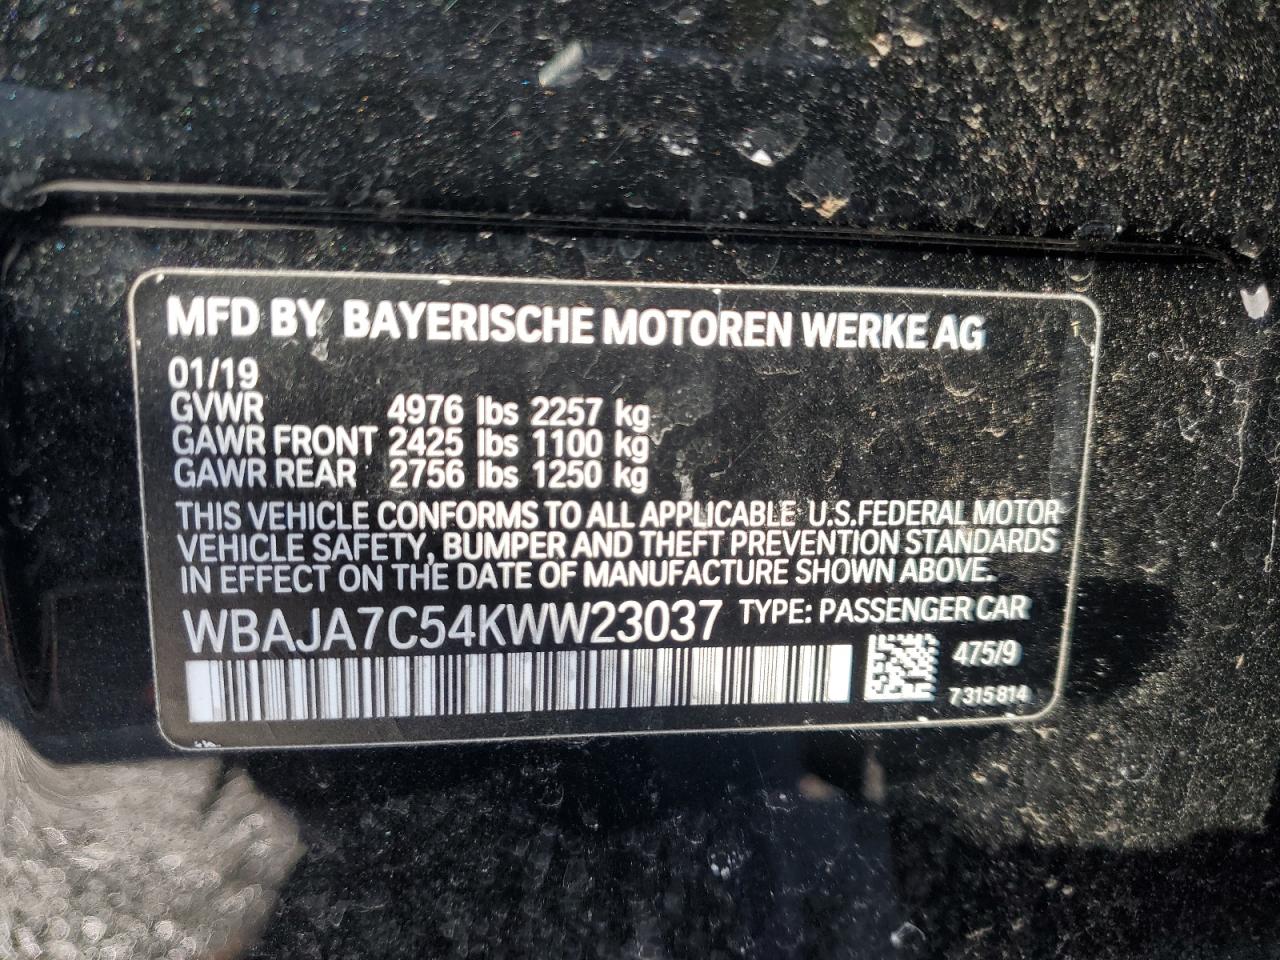 MFD BY BAYERISCHE MOTOREN WERKE AG
01/19
GVWR 4976 lbs 2257 kg
GAWR FRONT 2425 lbs 1100 kg
GAWR REAR 2756 lbs 1250 kg
THIS VEHICLE CONFORMS TO ALL APPLICABLE U.S.FEDERAL MOTOR
VEHICLE SAFETY, BUMPER AND THEFT PREVENTION STANDARDS
IN EFFECT ON THE DATE OF MANUFACTURE SHOWN ABOVE.
WBAJA7C54KWW23037 TYPE: PASSENGER CAR
475/9
7315814